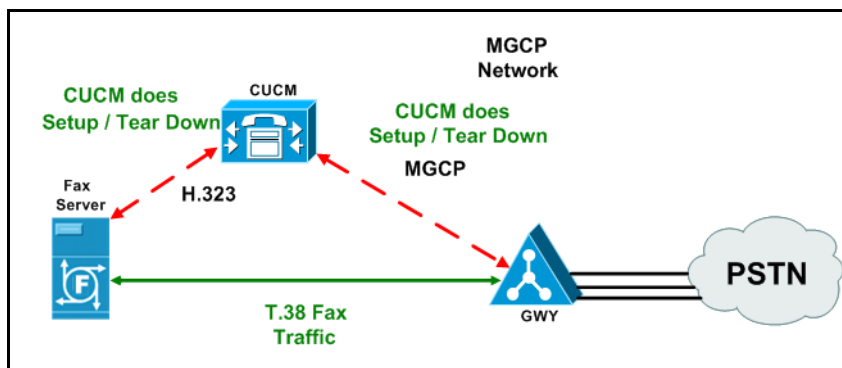 MGCP
Network
CUCM
CUCM does
Setup / Tear Down
CUCM does
Setup / Tear Down
MGCP
H.323
Fax
Server
F
PSTN
T.38 Fax
Traffic
GWY